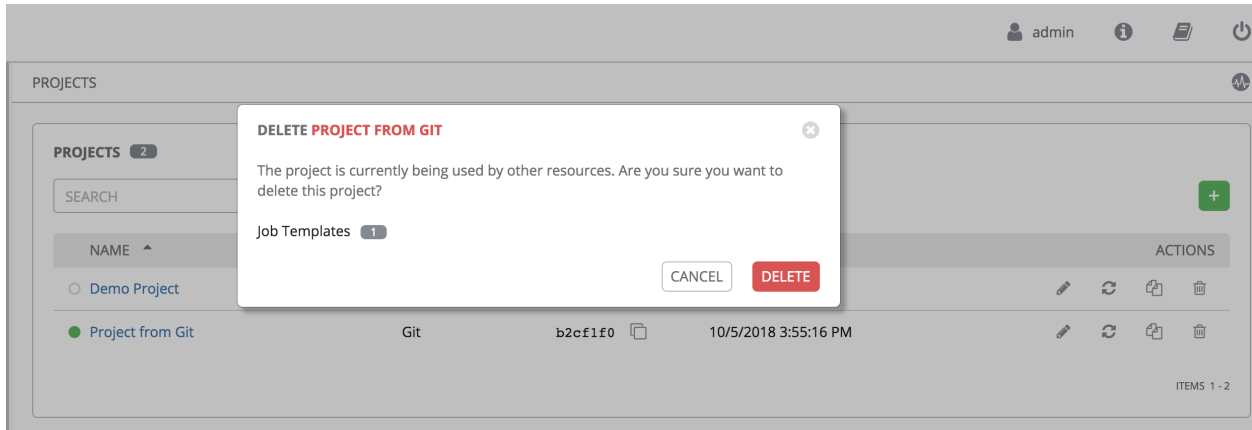 admin
PROJECTS
DELETE PROJECT FROM GIT
The project is currently being used by other resources. Are you sure you want to
delete this project?
Job Templates 1
CANCEL DELETE
PROJECTS 2
SEARCH
+
NAME ACTIONS
Demo Project
Project from Git Git b2cf1f0 10/5/2018 3:55:16 PM
ITEMS 1 - 2